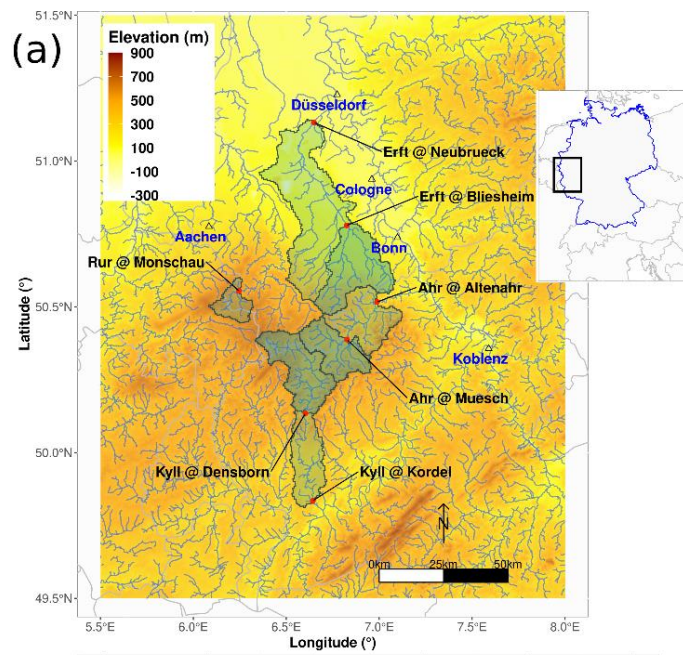 (a)
Elevation (m)
900
700
500
300
100
-100
-300
51.5°N
51.0°N
50.5°N
50.0°N
49.5°N
Latitude (°)
Düsseldorf
Erft @ Neubrueck
Cologne
Erft @ Bliesheim
Aachen
Bonn
Rur @ Monschau
Ahr @ Altenahr
Koblenz
Ahr @ Muesch
Kyll @ Densborn
Kyll @ Kordel
N
0km
25km
50km
5.5°E
6.0°E
6.5°E
7.0°E
7.5°E
8.0°E
Longitude (°)